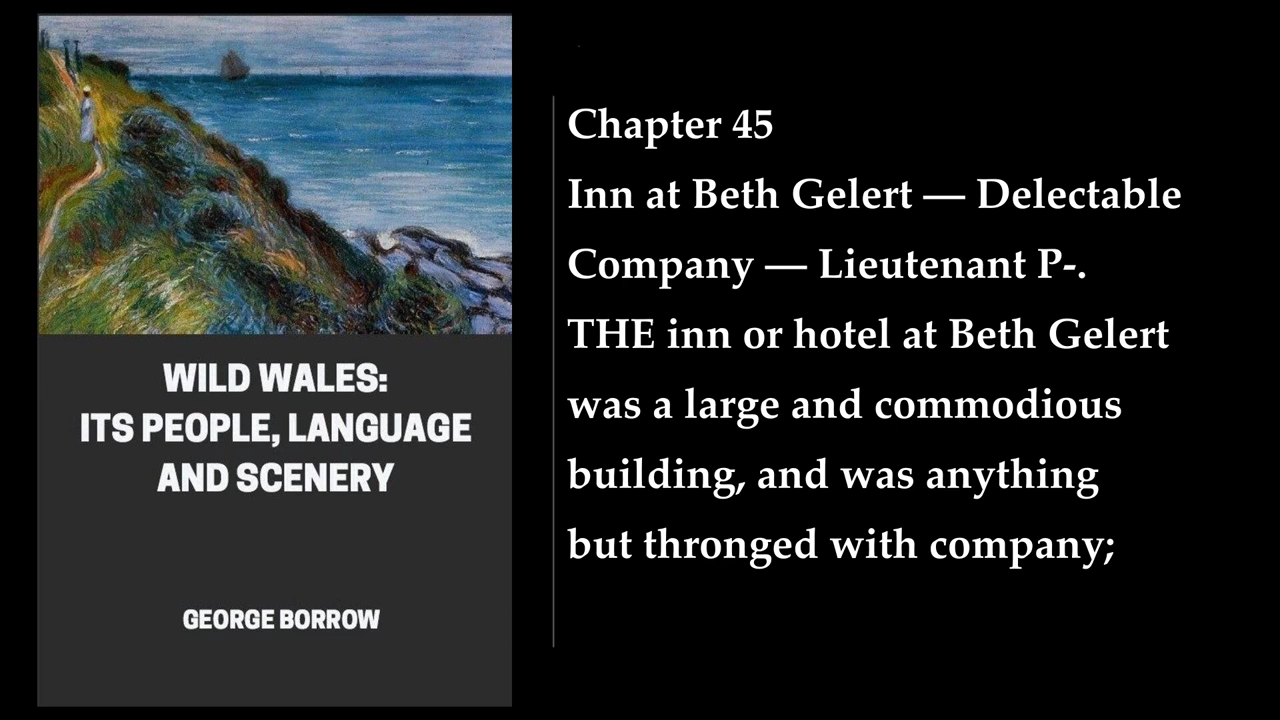 WILD WALES:
ITS PEOPLE, LANGUAGE
AND SCENERY
GEORGE BORROW
Chapter 45
Inn at Beth Gelert — Delectable
Company — Lieutenant P-.
THE inn or hotel at Beth Gelert
was a large and commodious
building, and was anything
but thronged with company;